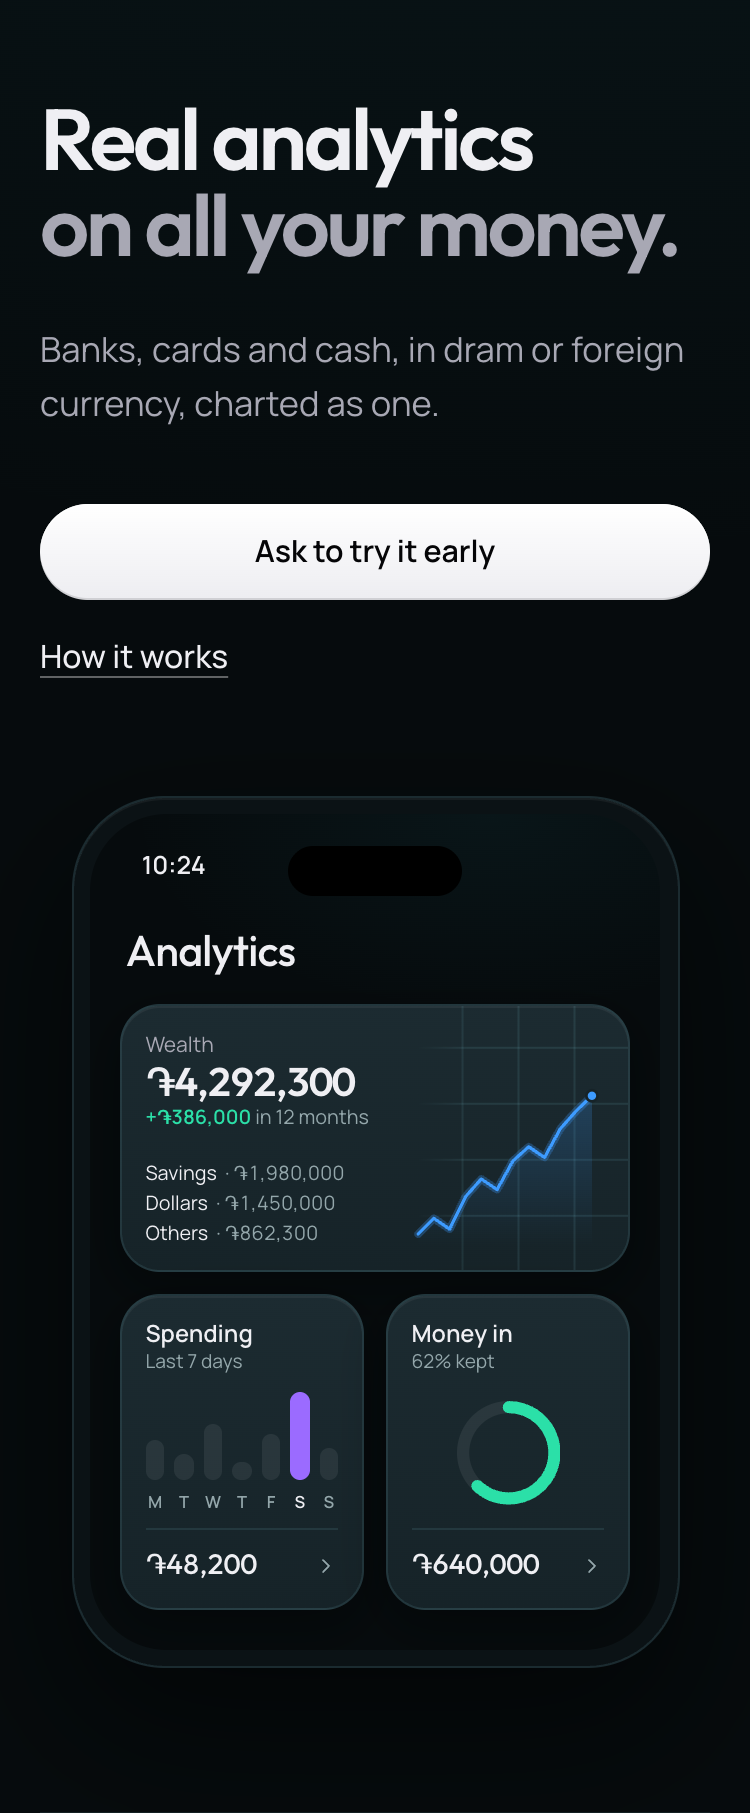 Real analytics
on all your money.
Banks, cards and cash, in dram or foreign
currency, charted as one.
Ask to try it early
How it works
10:24
Analytics
Wealth
֏4,292,300
+֏386,000 in 12 months
Savings · ֏1,980,000
Dollars · ֏1,450,000
Others · ֏862,300
Spending
Last 7 days
M T W T F S S
֏48,200
Money in
62% kept
֏640,000